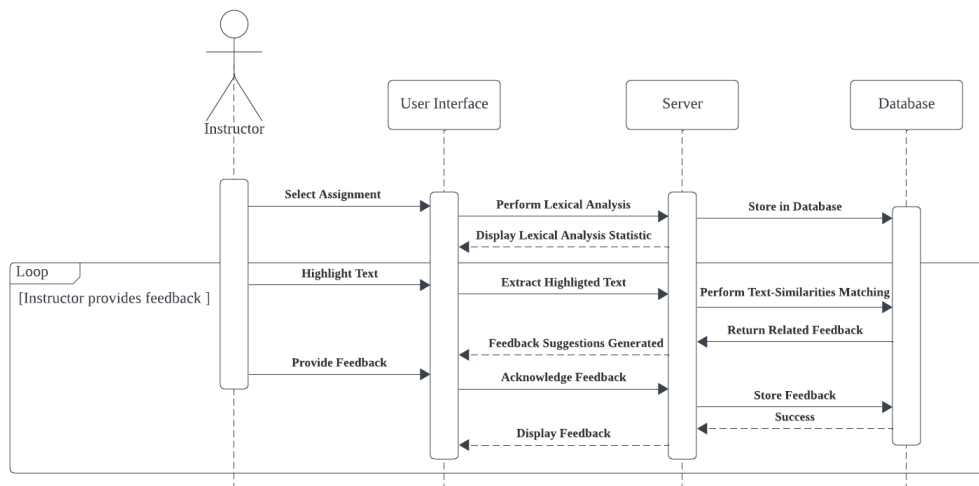 User Interface
Server
Database
Instructor
Select Assignment
Perform Lexical Analysis
Store in Database
Display Lexical Analysis Statistic
Loop
[Instructor provides feedback ]
Highlight Text
Extract Highligted Text
Perform Text-Similarities Matching
Return Related Feedback
Feedback Suggestions Generated
Provide Feedback
Acknowledge Feedback
Store Feedback
Success
Display Feedback